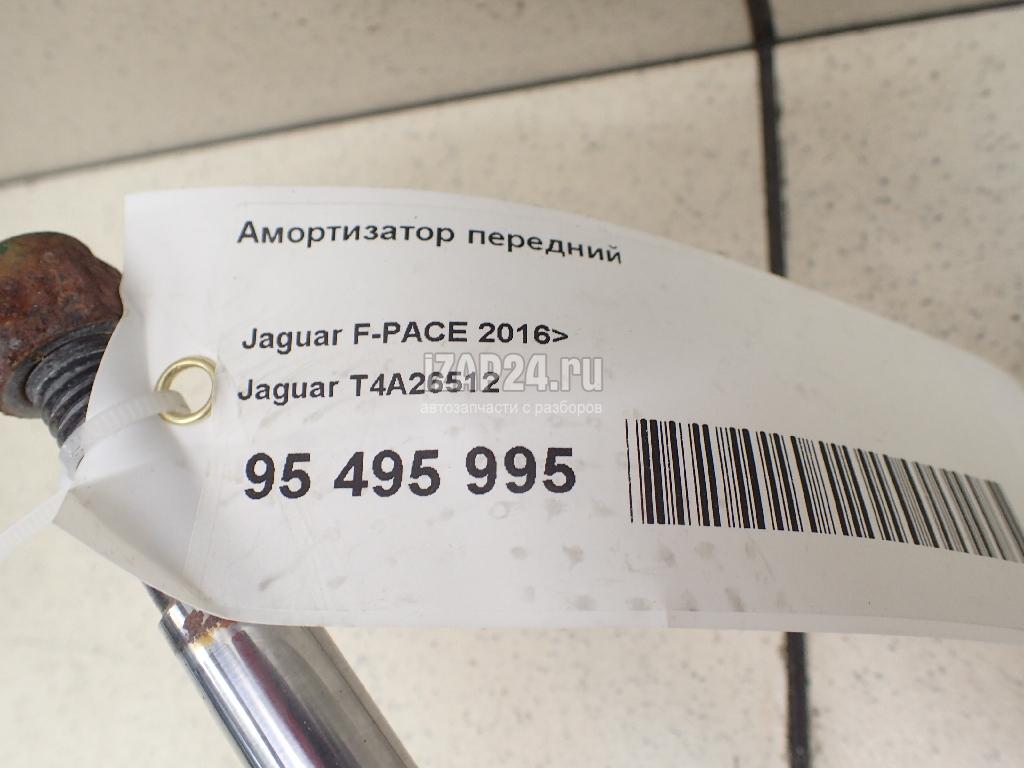 Амортизатор передний
Jaguar F-PACE 2016>
iZAP24.ru
Jaguar T4A26512
автозапчасти с разборов
95 495 995